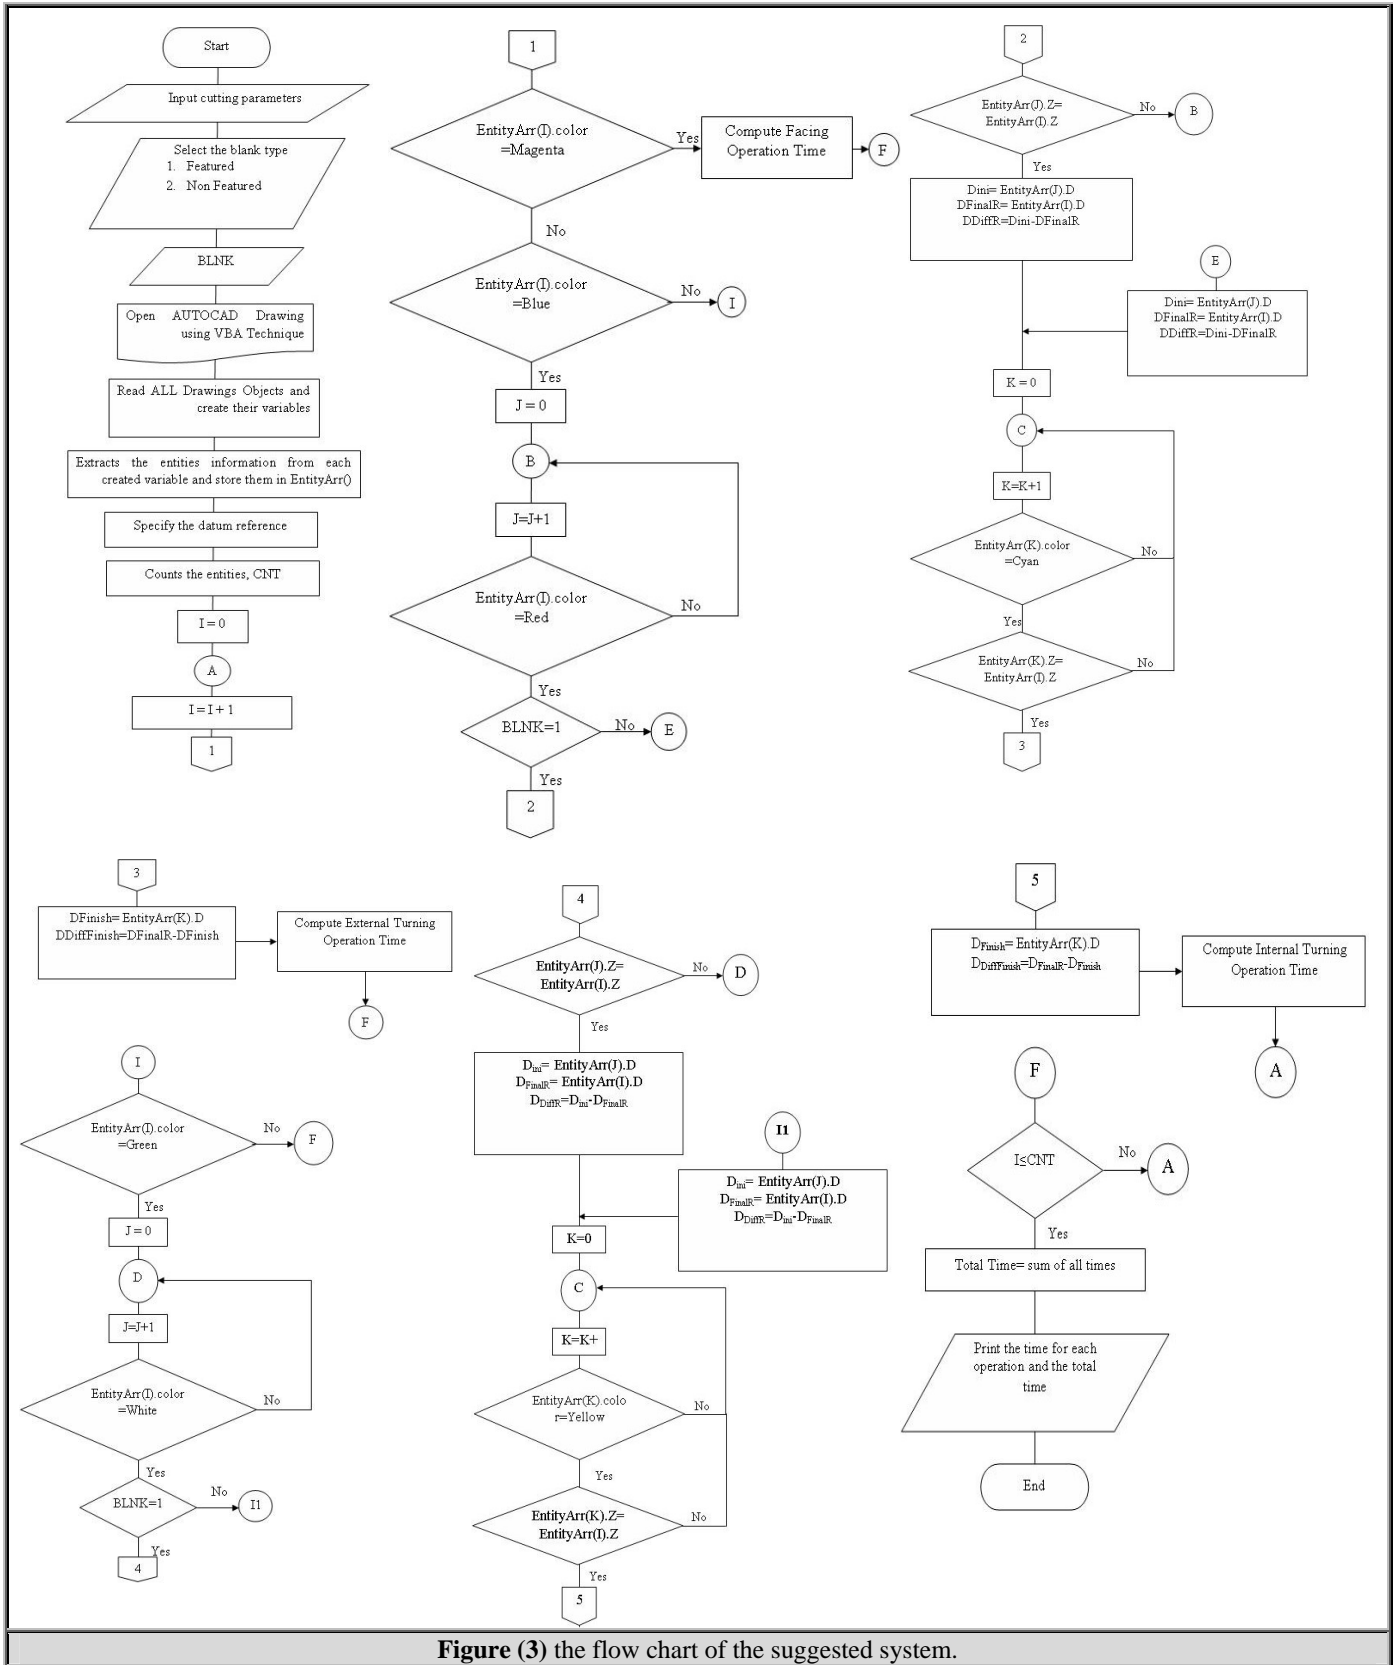 Start
Input cutting parameters
Select the blank type
1. Featured
2. Non Featured
BLNK
Open AUTOCAD Drawing
using VBA Technique
Read ALL Drawings Objects and
create their variables
Extracts the entities information from each
created variable and store them in EntityArr()
Specify the datum reference
Counts the entities, CNT
I = 0
A
I = I + 1
1
1
EntityArr(I).color
=Magenta
Yes
Compute Facing
Operation Time
F
No
EntityArr(I).color
=Blue
No
I
Yes
J = 0
B
J=J+1
EntityArr(I).color
=Red
No
Yes
BLNK=1
No
E
Yes
2
2
EntityArr(J).Z=
EntityArr(I).Z
No
B
Yes
Dini= EntityArr(J).D
DFinalR= EntityArr(I).D
DDiffR=Dini-DFinalR
E
Dini= EntityArr(J).D
DFinalR= EntityArr(I).D
DDiffR=Dini-DFinalR
K = 0
C
K=K+1
EntityArr(K).color
=Cyan
No
Yes
EntityArr(K).Z=
EntityArr(I).Z
No
Yes
3
3
DFinish= EntityArr(K).D
DDiffFinish=DFinalR-DFinish
Compute External Turning
Operation Time
F
I
EntityArr(I).color
=Green
No
F
Yes
J = 0
D
J=J+1
EntityArr(I).color
=White
No
Yes
BLNK=1
No
I1
Yes
4
4
EntityArr(J).Z=
EntityArr(I).Z
No
D
Yes
Dini= EntityArr(J).D
DFinalR= EntityArr(I).D
DDiffR=Dini-DFinalR
I1
Dini= EntityArr(J).D
DFinalR= EntityArr(I).D
DDiffR=Dini-DFinalR
K=0
C
K=K+
EntityArr(K).colo
r=Yellow
No
Yes
EntityArr(K).Z=
EntityArr(I).Z
No
Yes
5
5
DFinish= EntityArr(K).D
DDiffFinish=DFinalR-DFinish
Compute Internal Turning
Operation Time
A
F
I≤CNT
No
A
Yes
Total Time= sum of all times
Print the time for each
operation and the total
time
End
Figure (3) the flow chart of the suggested system.